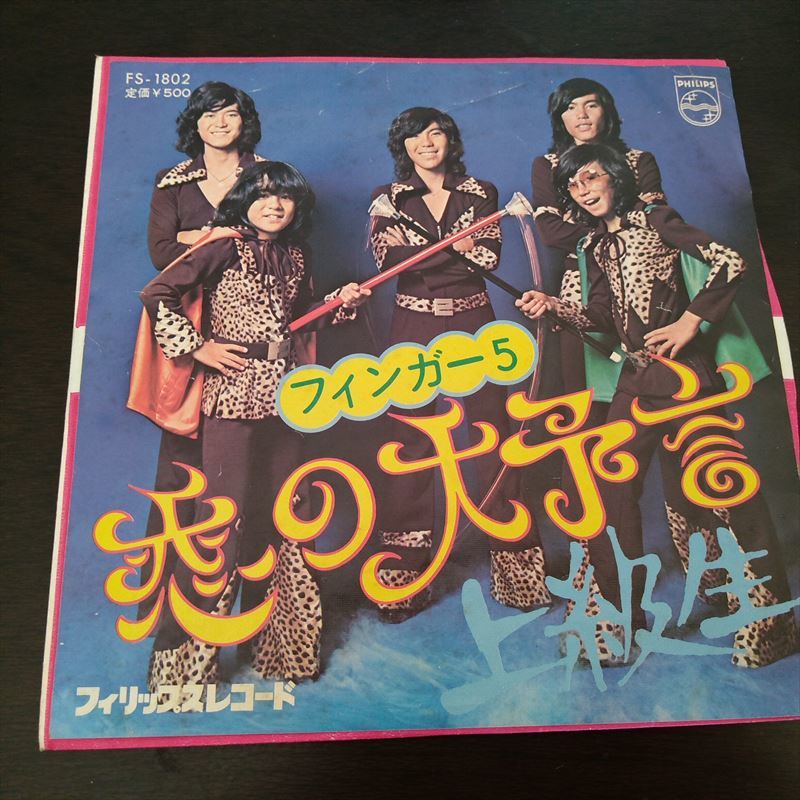 FS-1802
定価¥500
PHILIPS
フィンガー5
恋の大予言
上級生
フィリップスレコード